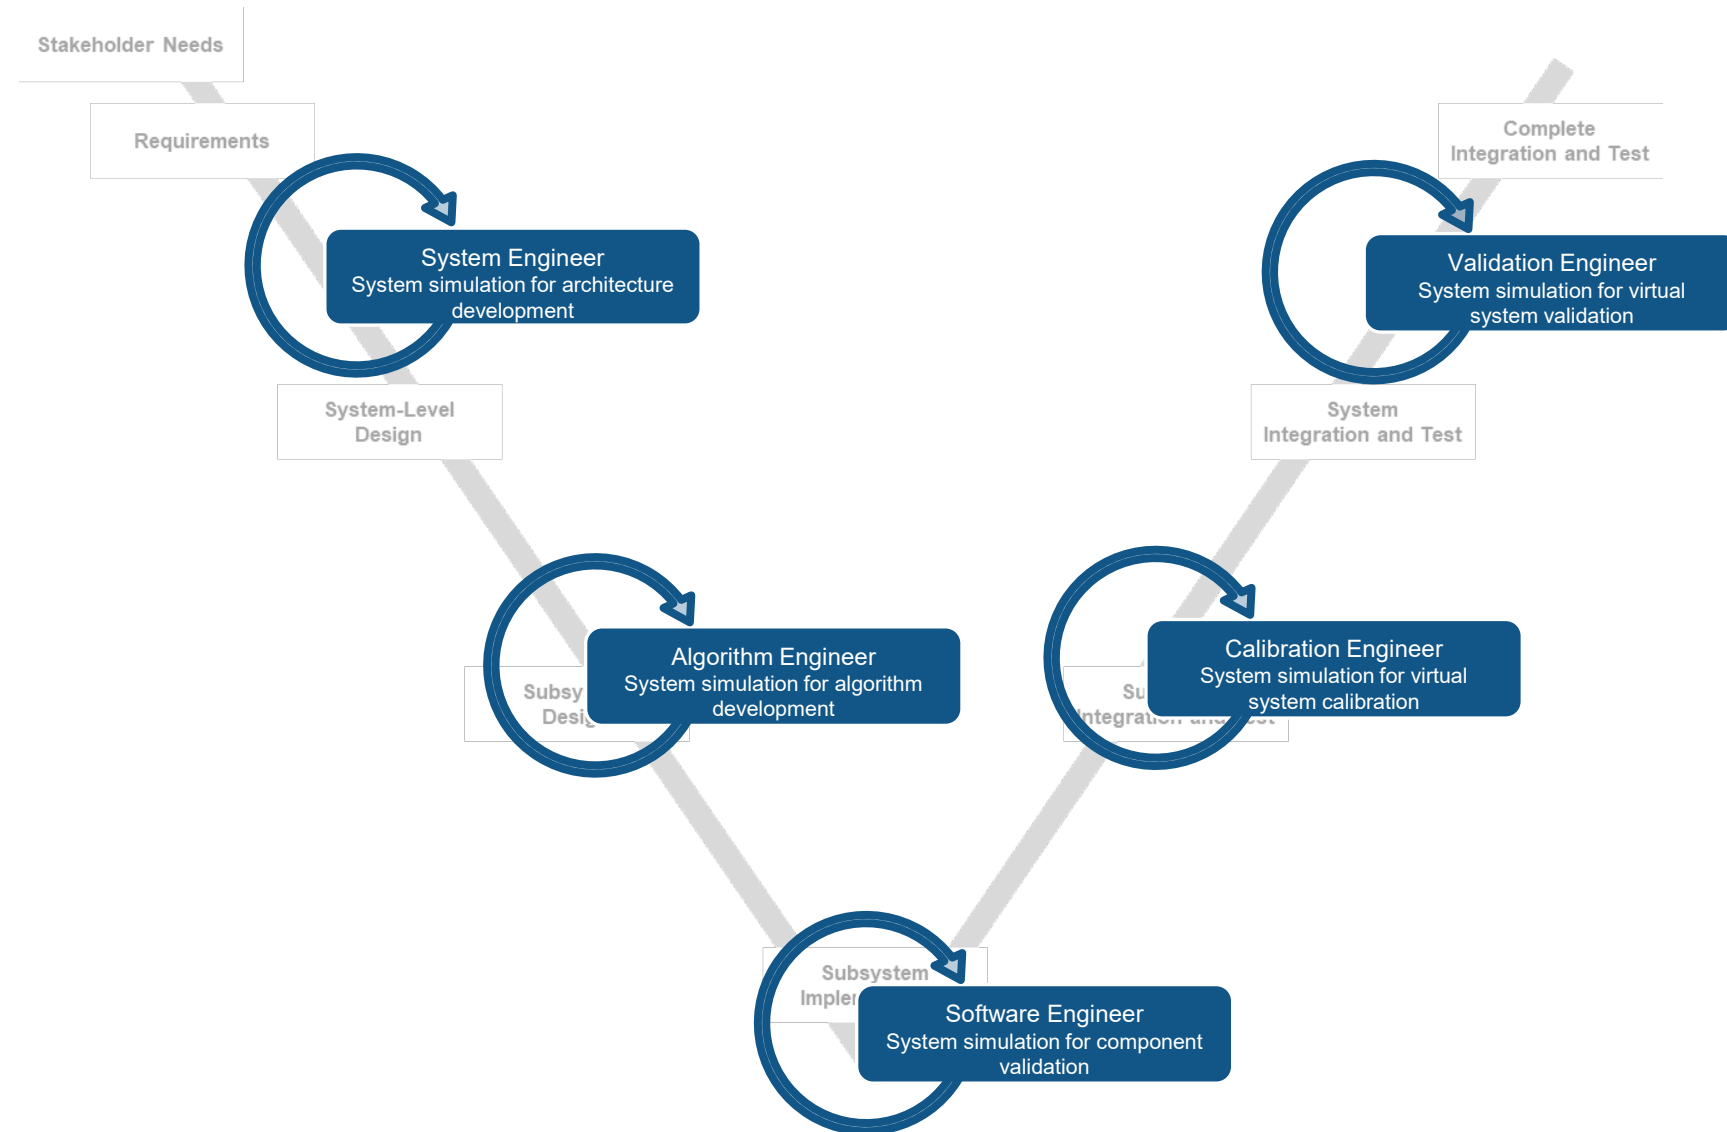 Stakeholder Needs
Requirements
System Engineer
System simulation for architecture
development
System-Level
Design
Algorithm Engineer
System simulation for algorithm
development
Subsystem
Software Engineer
System simulation for component
validation
Calibration Engineer
System simulation for virtual
system calibration
Integration and
System
Integration and Test
Validation Engineer
System simulation for virtual
system validation
Complete
Integration and Test